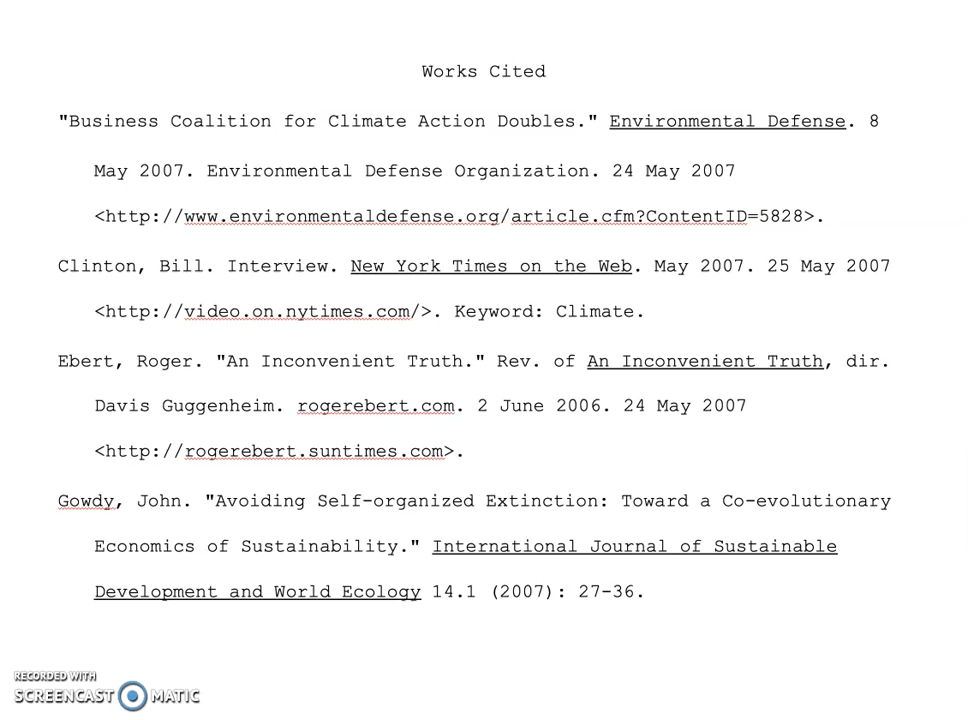 Works Cited
"Business Coalition for Climate Action Doubles." Environmental Defense. 8
May 2007. Environmental Defense Organization. 24 May 2007
<http://www.environmentaldefense.org/article.cfm?ContentID=5828>.
Clinton, Bill. Interview. New York Times on the Web. May 2007. 25 May 2007
<http://video.on.nytimes.com/>. Keyword: Climate.
Ebert, Roger. "An Inconvenient Truth." Rev. of An Inconvenient Truth, dir.
Davis Guggenheim. rogerebert.com. 2 June 2006. 24 May 2007
<http://rogerebert.suntimes.com>.
Gowdy, John. "Avoiding Self-organized Extinction: Toward a Co-evolutionary
Economics of Sustainability." International Journal of Sustainable
Development and World Ecology 14.1 (2007): 27-36.
RECORDED WITH
SCREENCAST MATIC